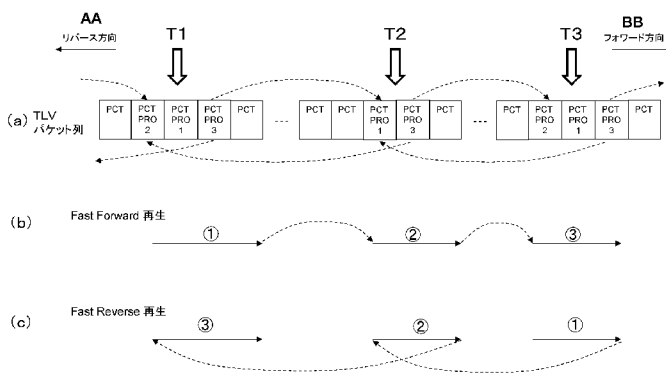 AA
リバース方向
T1
T2
T3
BB
フォワード方向
(a) TLV
パケット列
PCT
PCT
PRO
2
PCT
PRO
1
PCT
PRO
3
PCT
...
PCT
PCT
PCT
PRO
1
PCT
PRO
3
PCT
...
PCT
PCT
PRO
2
PCT
PRO
1
PCT
PRO
3
PCT
(b) Fast Forward 再生
① ② ③
(c) Fast Reverse 再生
③ ② ①